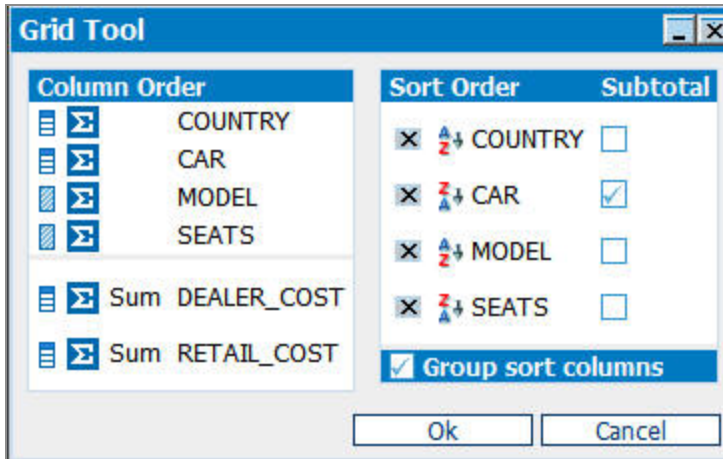 Grid Tool
Column Order
COUNTRY
CAR
MODEL
SEATS
Sum DEALER_COST
Sum RETAIL_COST
Sort Order Subtotal
COUNTRY
CAR
MODEL
SEATS
Group sort columns
Ok Cancel